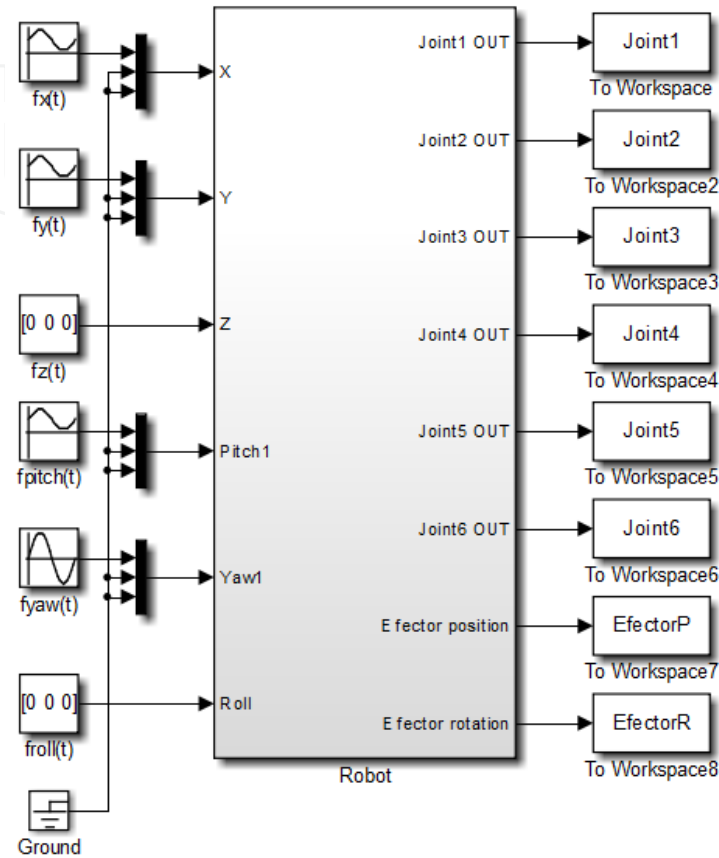 fx(t)
fy(t)
[0 0 0]
fz(t)
fpitch(t)
fyaw(t)
[0 0 0]
froll(t)
Ground
X
Y
Z
Pitch1
Yaw1
Roll
Joint1 OUT
Joint2 OUT
Joint3 OUT
Joint4 OUT
Joint5 OUT
Joint6 OUT
Efector position
Efector rotation
Robot
Joint1
To Workspace
Joint2
To Workspace2
Joint3
To Workspace3
Joint4
To Workspace4
Joint5
To Workspace5
Joint6
To Workspace6
EfectorP
To Workspace7
EfectorR
To Workspace8